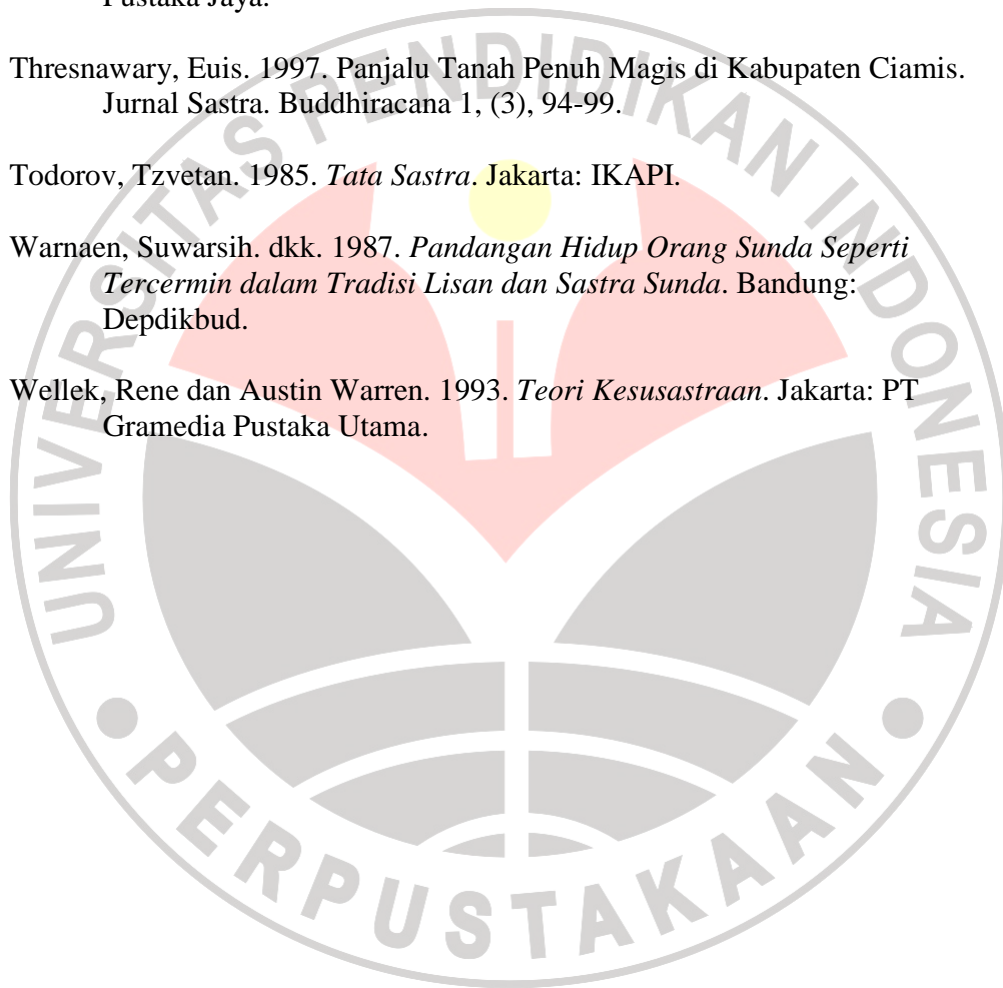 Pustaka Jaya.
Thresnawary, Euis. 1997. Panjalu Tanah Penuh Magis di Kabupaten Ciamis.
Jurnal Sastra. Buddhiracana 1, (3), 94-99.
Todorov, Tzvetan. 1985. Tata Sastra. Jakarta: IKAPI.
Warnaen, Suwarsih. dkk. 1987. Pandangan Hidup Orang Sunda Seperti
Tercermin dalam Tradisi Lisan dan Sastra Sunda. Bandung:
Depdikbud.
Wellek, Rene dan Austin Warren. 1993. Teori Kesusastraan. Jakarta: PT
Gramedia Pustaka Utama.
UNIVERSITAS PENDIDIKAN INDONESIA
PERPUSTAKAAN